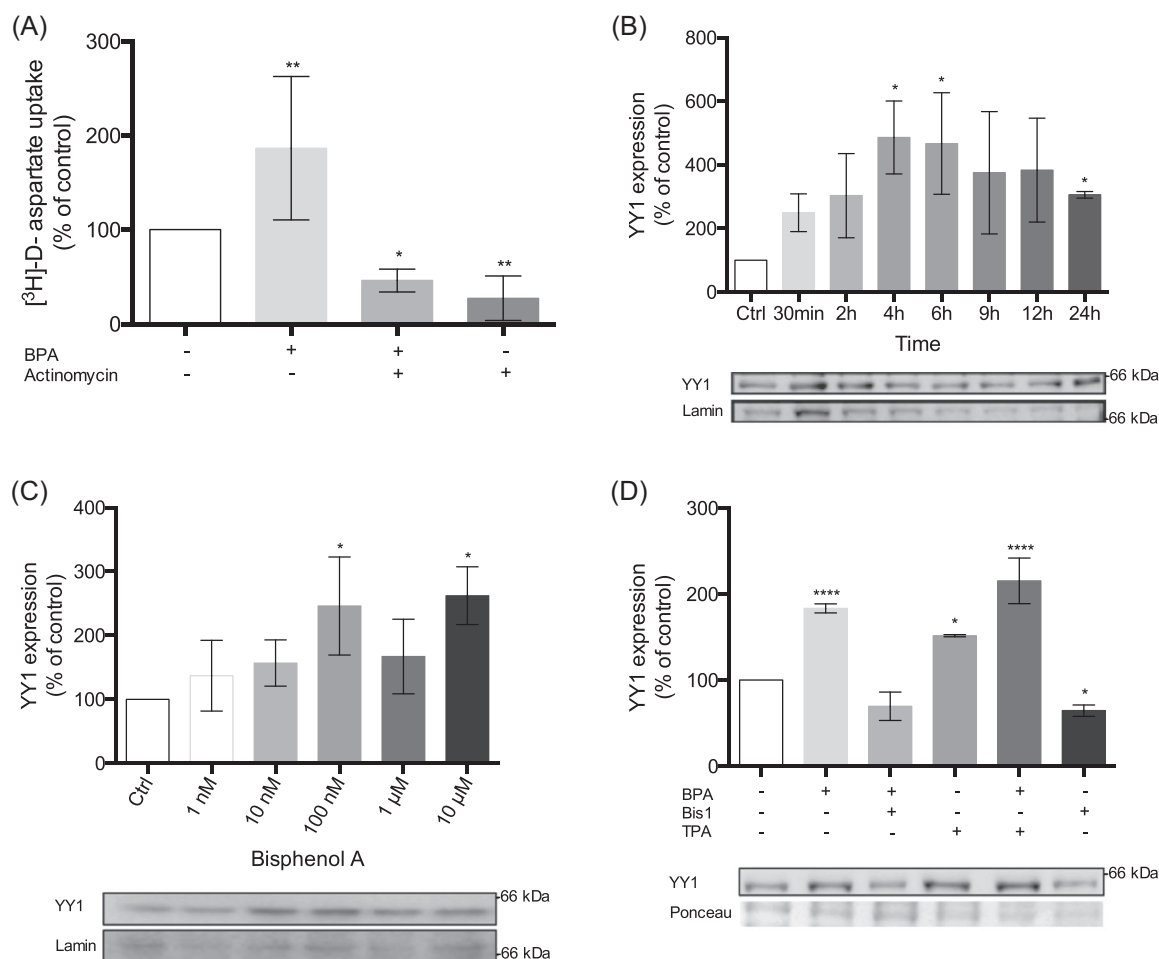 (A)
300
200
100
0
[³H]-D- aspartate uptake
(% of control)
**
*
**
BPA - + + -
Actinomycin - - + +
(B)
800
600
400
200
0
YY1 expression
(% of control)
* * *
Ctrl 30min 2h 4h 6h 9h 12h 24h
Time
YY1 -66 kDa
Lamin -66 kDa
(C)
400
300
200
100
0
YY1 expression
(% of control)
* *
Ctrl 1 nM 10 nM 100 nM 1 µM 10 µM
Bisphenol A
YY1 -66 kDa
Lamin -66 kDa
(D)
300
200
100
0
YY1 expression
(% of control)
**** * **** *
BPA - + + - + -
Bis1 - - + - - +
TPA - - - + + -
YY1 -66 kDa
Ponceau